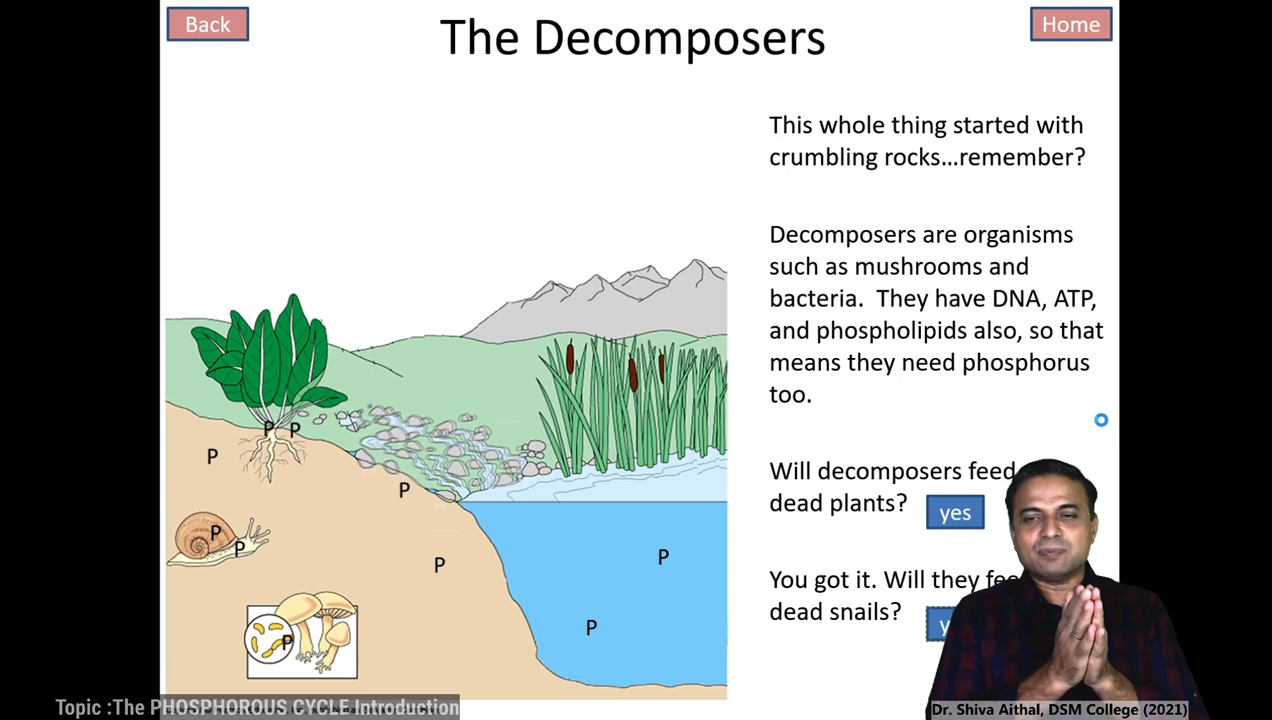 Back
Home
The Decomposers
This whole thing started with
crumbling rocks...remember?
Decomposers are organisms
such as mushrooms and
bacteria. They have DNA, ATP,
and phospholipids also, so that
means they need phosphorus
too.
Will decomposers feed
dead plants?
yes
You got it. Will they
dead snails?
P
P
P
P
P
P
P
P
P
P
Topic :The PHOSPHOROUS CYCLE Introduction
Dr. Shiva Aithal, DSM College (2021)